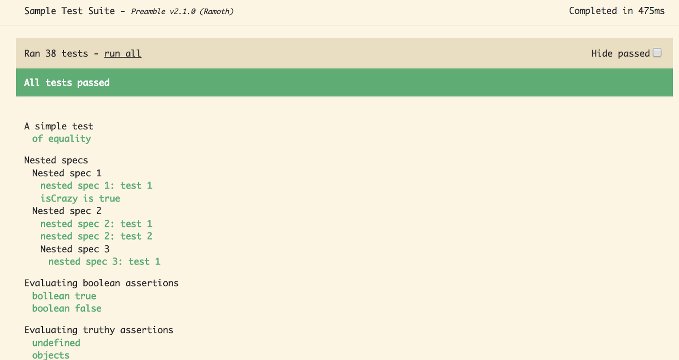 Sample Test Suite - Preamble v2.1.0 (Ramoth)
Completed in 475ms
Ran 38 tests - run all
Hide passed
All tests passed
A simple test
of equality
Nested specs
Nested spec 1
nested spec 1: test 1
isCrazy is true
Nested spec 2
nested spec 2: test 1
nested spec 2: test 2
Nested spec 3
nested spec 3: test 1
Evaluating boolean assertions
bollean true
boolean false
Evaluating truthy assertions
undefined
objects